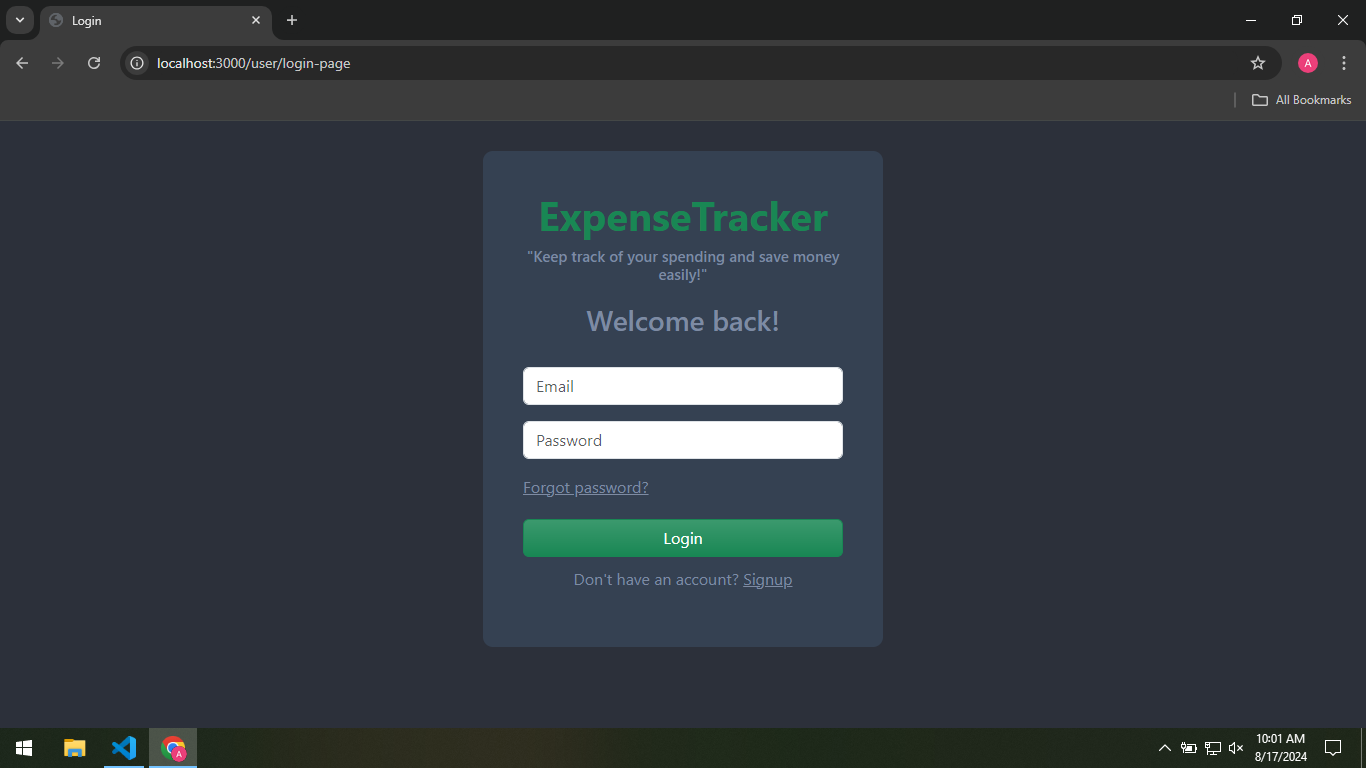 Login
localhost:3000/user/login-page
A
All Bookmarks
ExpenseTracker
"Keep track of your spending and save money
easily!"
Welcome back!
Email
Password
Forgot password?
Login
Don't have an account? Signup
A
10:01 AM
8/17/2024